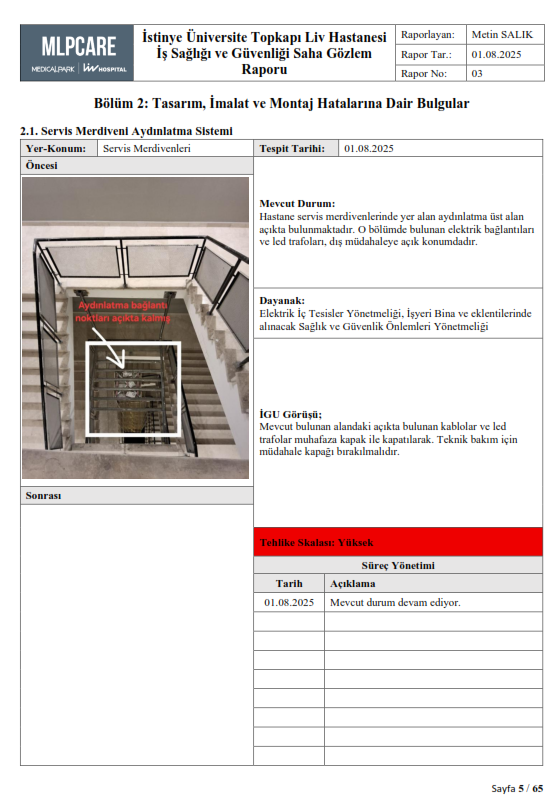 MLPCARE
MEDICALPARK | LIV HOSPITAL
İstinye Üniversite Topkapı Liv Hastanesi
İş Sağlığı ve Güvenliği Saha Gözlem
Raporu
Raporlayan: Metin SALIK
Rapor Tar.: 01.08.2025
Rapor No: 03
Bölüm 2: Tasarım, İmalat ve Montaj Hatalarına Dair Bulgular
2.1. Servis Merdiveni Aydınlatma Sistemi
Yer-Konum: Servis Merdivenleri Tespit Tarihi: 01.08.2025
Öncesi
Aydınlatma bağlantı
noktları açıkta kalmış
Mevcut Durum:
Hastane servis merdivenlerinde yer alan aydınlatma üst alan
açıkta bulunmaktadır. O bölümde bulunan elektrik bağlantıları
ve led trafoları, dış müdahaleye açık konumdadır.
Dayanak:
Elektrik İç Tesisler Yönetmeliği, İşyeri Bina ve eklentilerinde
alınacak Sağlık ve Güvenlik Önlemleri Yönetmeliği
İGU Görüşü;
Mevcut bulunan alandaki açıkta bulunan kablolar ve led
trafolar muhafaza kapak ile kapatılarak. Teknik bakım için
müdahale kapağı bırakılmalıdır.
Sonrası
Tehlike Skalası: Yüksek
Süreç Yönetimi
Tarih Açıklama
01.08.2025 Mevcut durum devam ediyor.
Sayfa 5 / 65